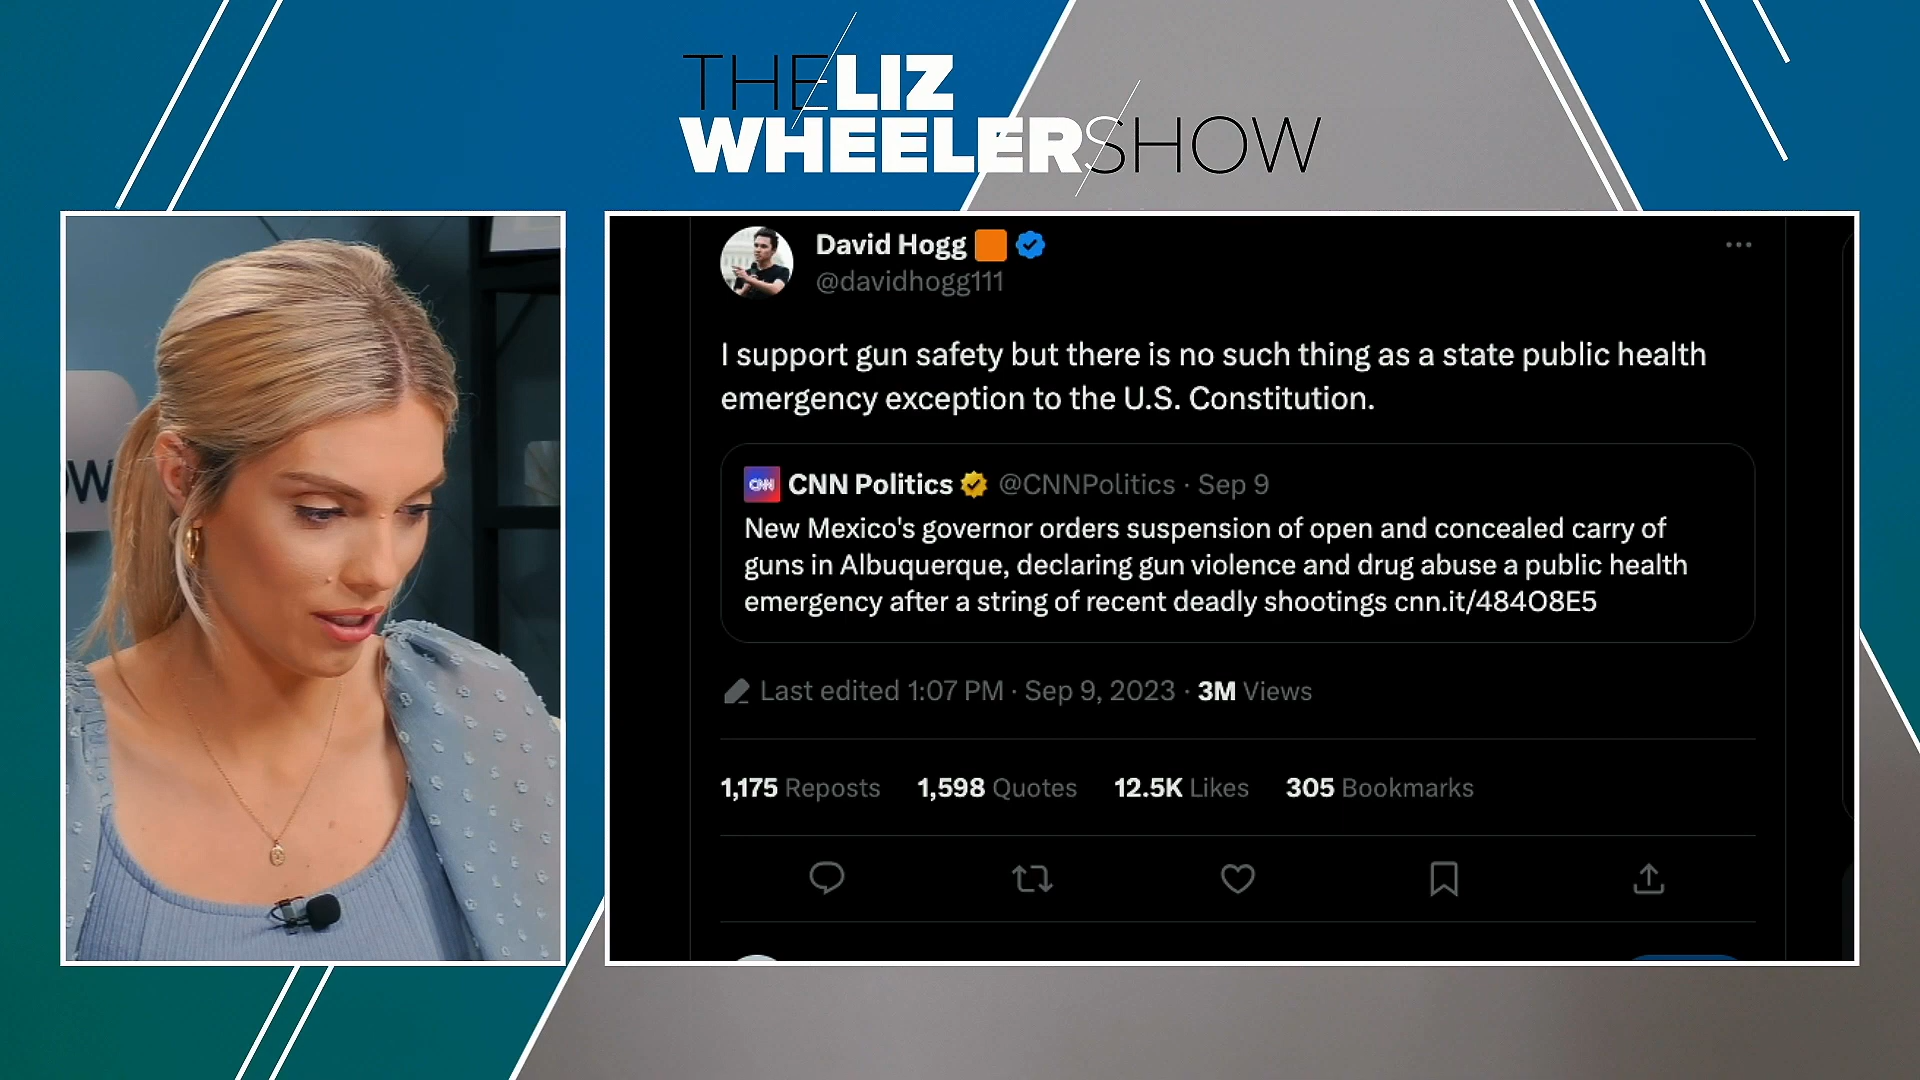 THE LIZ
WHEELER SHOW
OW
David Hogg
@davidhogg111
I support gun safety but there is no such thing as a state public health
emergency exception to the U.S. Constitution.
CNN
CNN Politics @CNNPolitics · Sep 9
New Mexico's governor orders suspension of open and concealed carry of
guns in Albuquerque, declaring gun violence and drug abuse a public health
emergency after a string of recent deadly shootings cnn.it/484O8E5
Last edited 1:07 PM · Sep 9, 2023 · 3M Views
1,175 Reposts 1,598 Quotes 12.5K Likes 305 Bookmarks